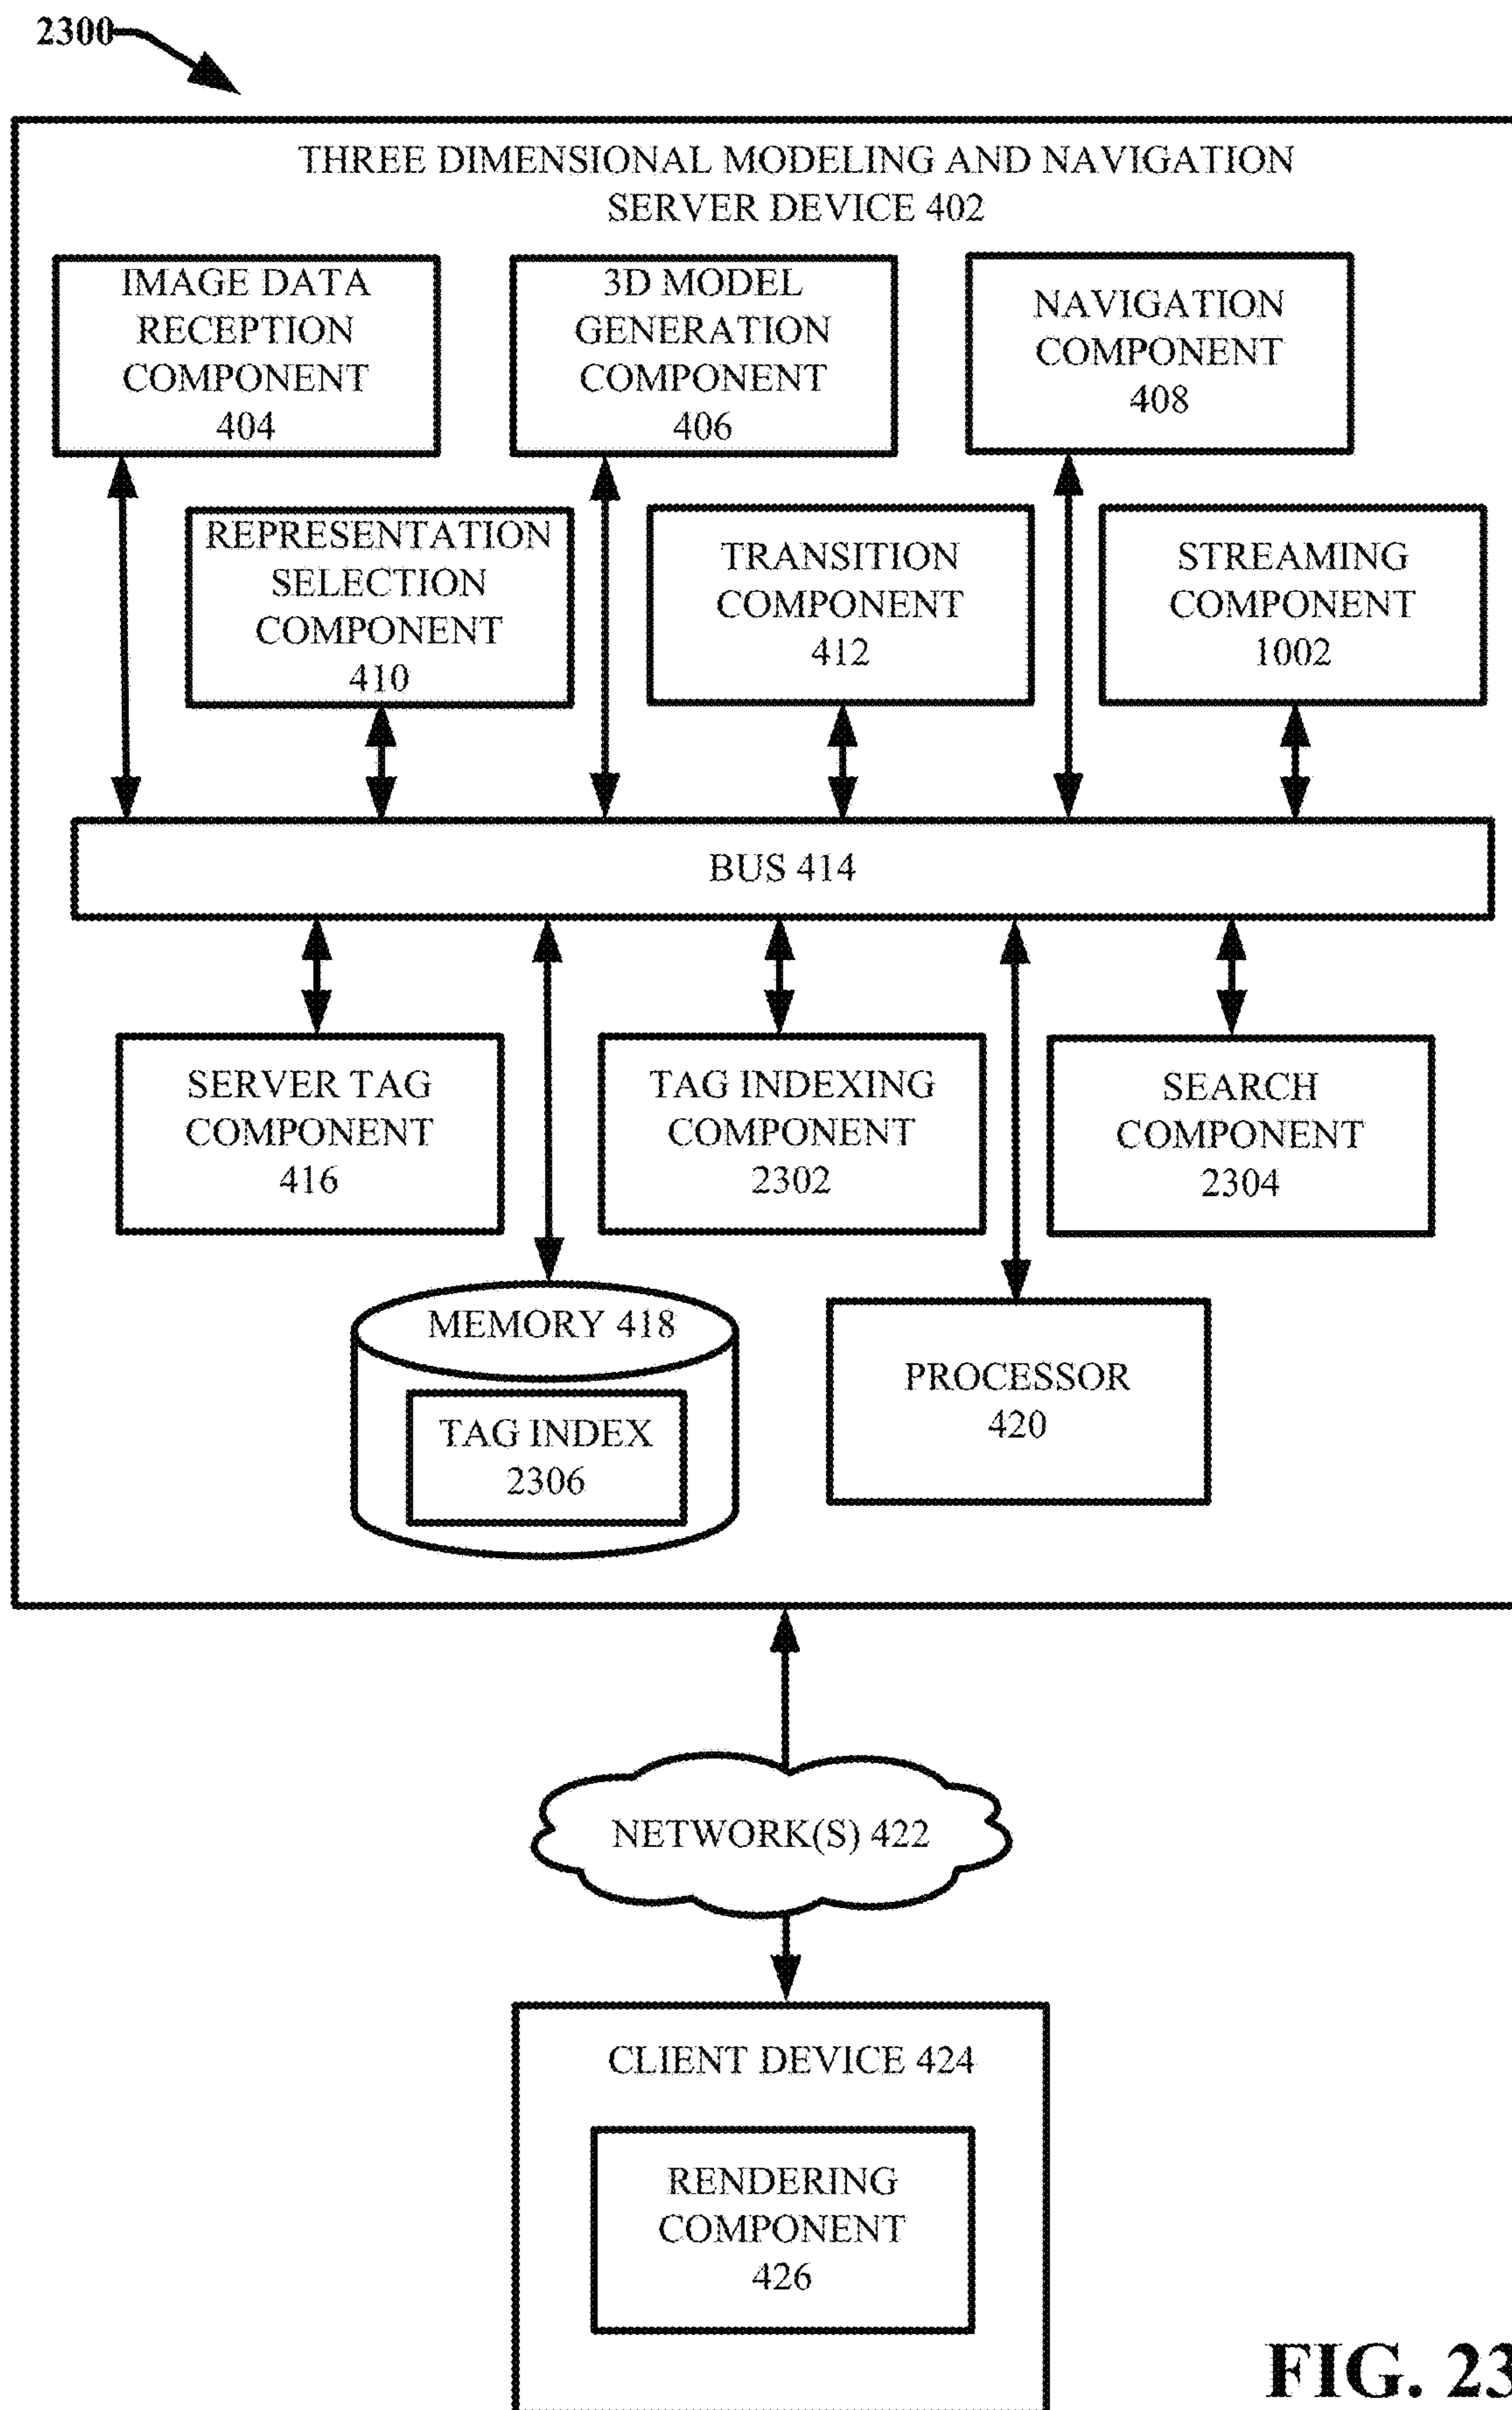 2300
THREE DIMENSIONAL MODELING AND NAVIGATION
SERVER DEVICE 402
IMAGE DATA
RECEPTION
COMPONENT
404
3D MODEL
GENERATION
COMPONENT
406
NAVIGATION
COMPONENT
408
REPRESENTATION
SELECTION
COMPONENT
410
TRANSITION
COMPONENT
412
STREAMING
COMPONENT
1002
BUS 414
SERVER TAG
COMPONENT
416
TAG INDEXING
COMPONENT
2302
SEARCH
COMPONENT
2304
MEMORY 418
TAG INDEX
2306
PROCESSOR
420
NETWORK(S) 422
CLIENT DEVICE 424
RENDERING
COMPONENT
426
FIG. 23